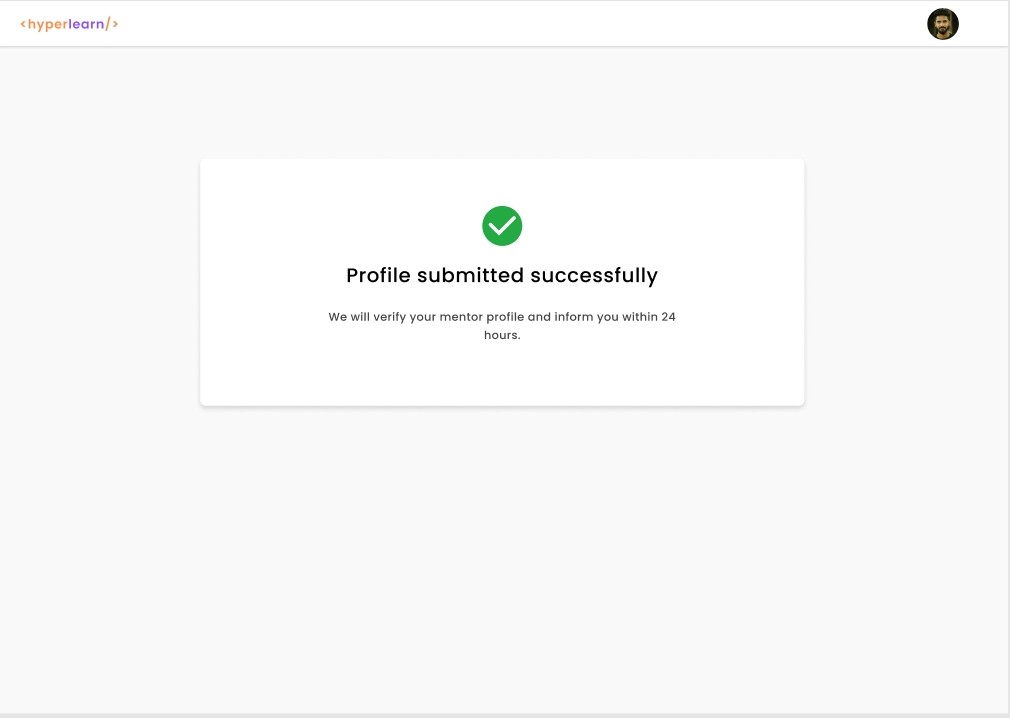 <hyperlearn/>
Profile submitted successfully
We will verify your mentor profile and inform you within 24
hours.